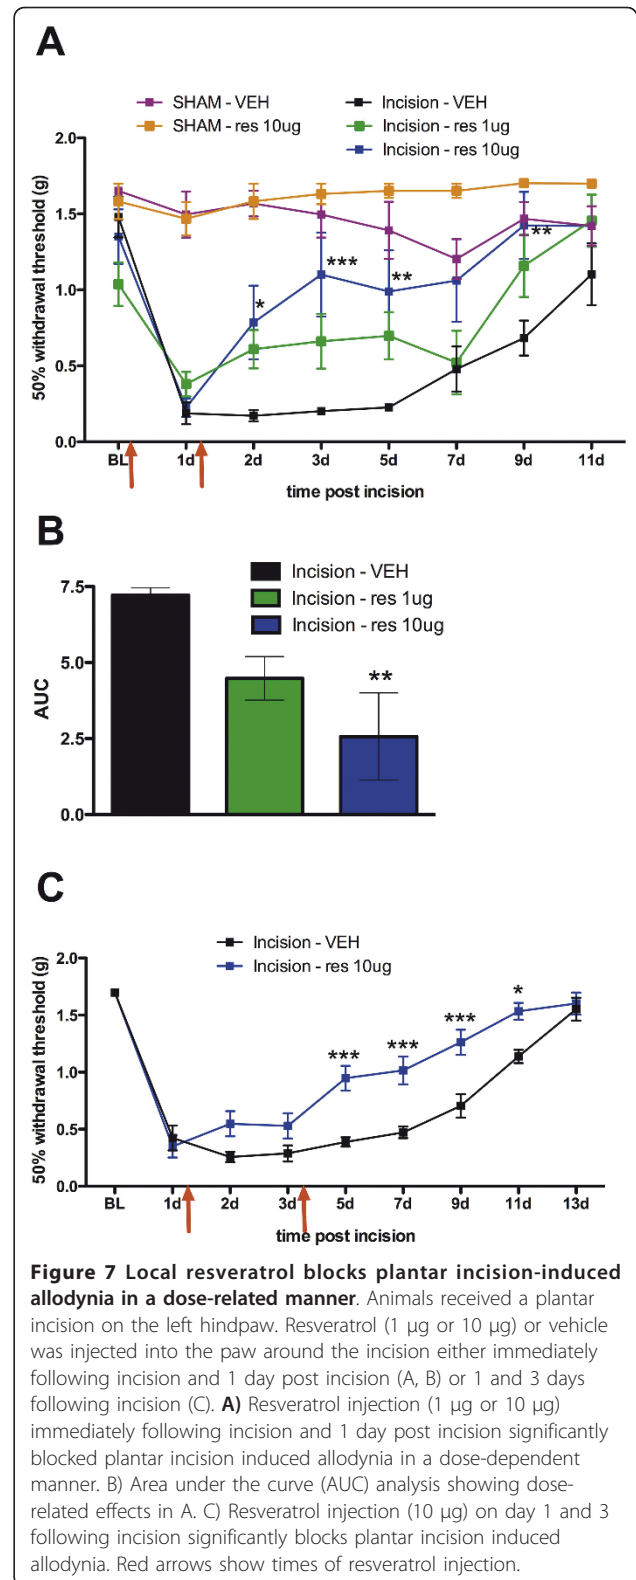 A
SHAM - VEH
SHAM - res 10ug
Incision - VEH
Incision - res 1ug
Incision - res 10ug
50% withdrawal threshold (g)
2.0
1.5
1.0
0.5
0.0
*
***
**
**
BL 1d 2d 3d 5d 7d 9d 11d
time post incision
B
Incision - VEH
Incision - res 1ug
Incision - res 10ug
AUC
7.5
5.0
2.5
0.0
**
C
Incision - VEH
Incision - res 10ug
50% withdrawal threshold (g)
2.0
1.5
1.0
0.5
0.0
***
***
***
*
BL 1d 2d 3d 5d 7d 9d 11d 13d
time post incision
Figure 7 Local resveratrol blocks plantar incision-induced
allodynia in a dose-related manner. Animals received a plantar
incision on the left hindpaw. Resveratrol (1 μg or 10 μg) or vehicle
was injected into the paw around the incision either immediately
following incision and 1 day post incision (A, B) or 1 and 3 days
following incision (C). A) Resveratrol injection (1 μg or 10 μg)
immediately following incision and 1 day post incision significantly
blocked plantar incision induced allodynia in a dose-dependent
manner. B) Area under the curve (AUC) analysis showing dose-
related effects in A. C) Resveratrol injection (10 μg) on day 1 and 3
following incision significantly blocks plantar incision induced
allodynia. Red arrows show times of resveratrol injection.